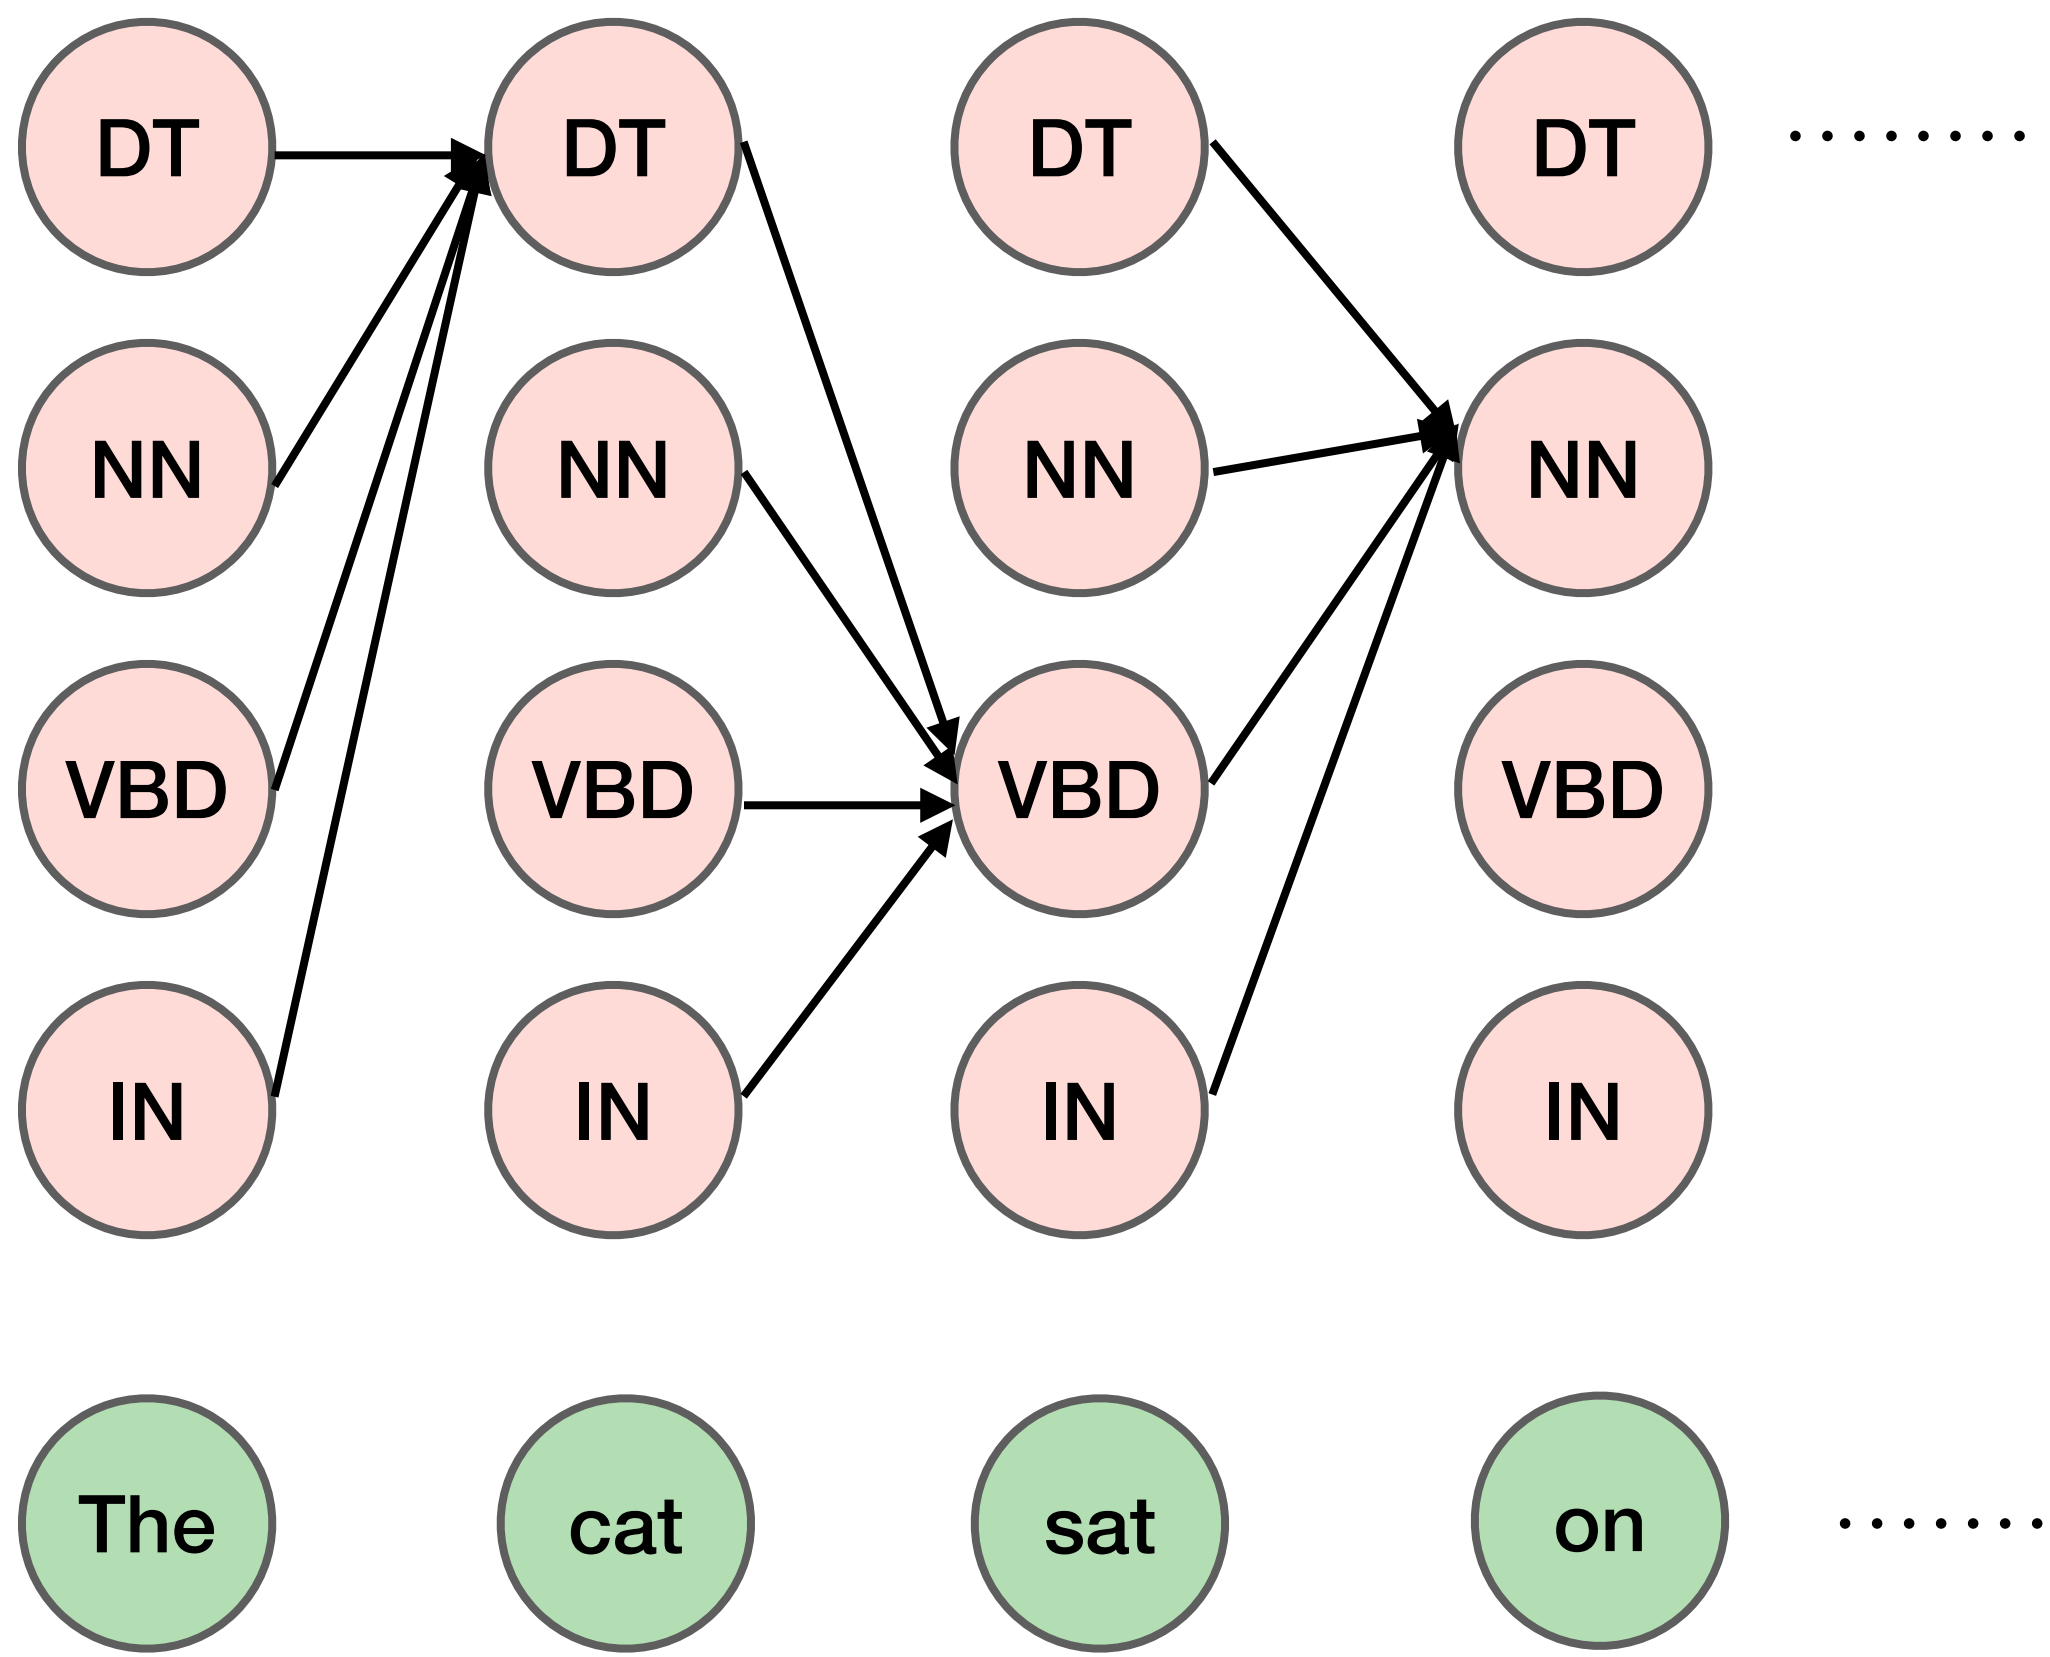 DT DT DT DT ........
NN NN NN NN
VBD VBD VBD VBD
IN IN IN IN
The cat sat on .......